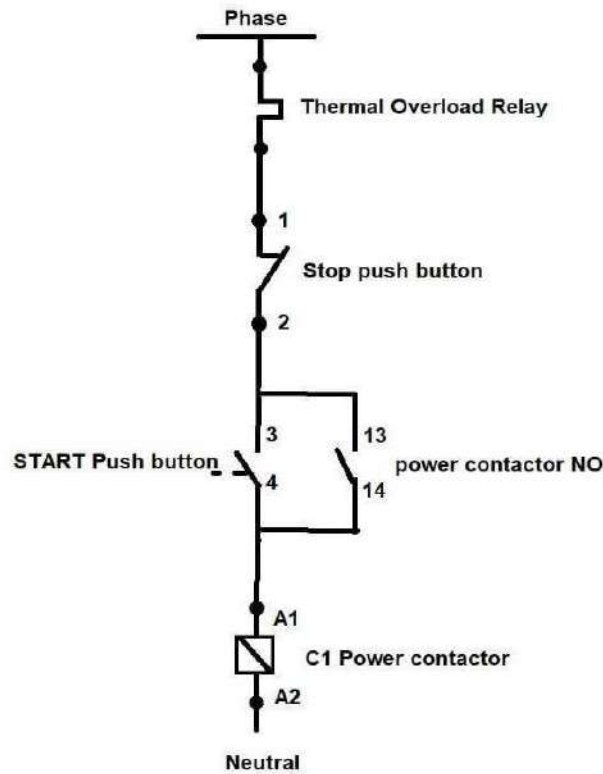 Phase
Thermal Overload Relay
1
Stop push button
2
3
13
START Push button
power contactor NO
4
14
A1
C1 Power contactor
A2
Neutral